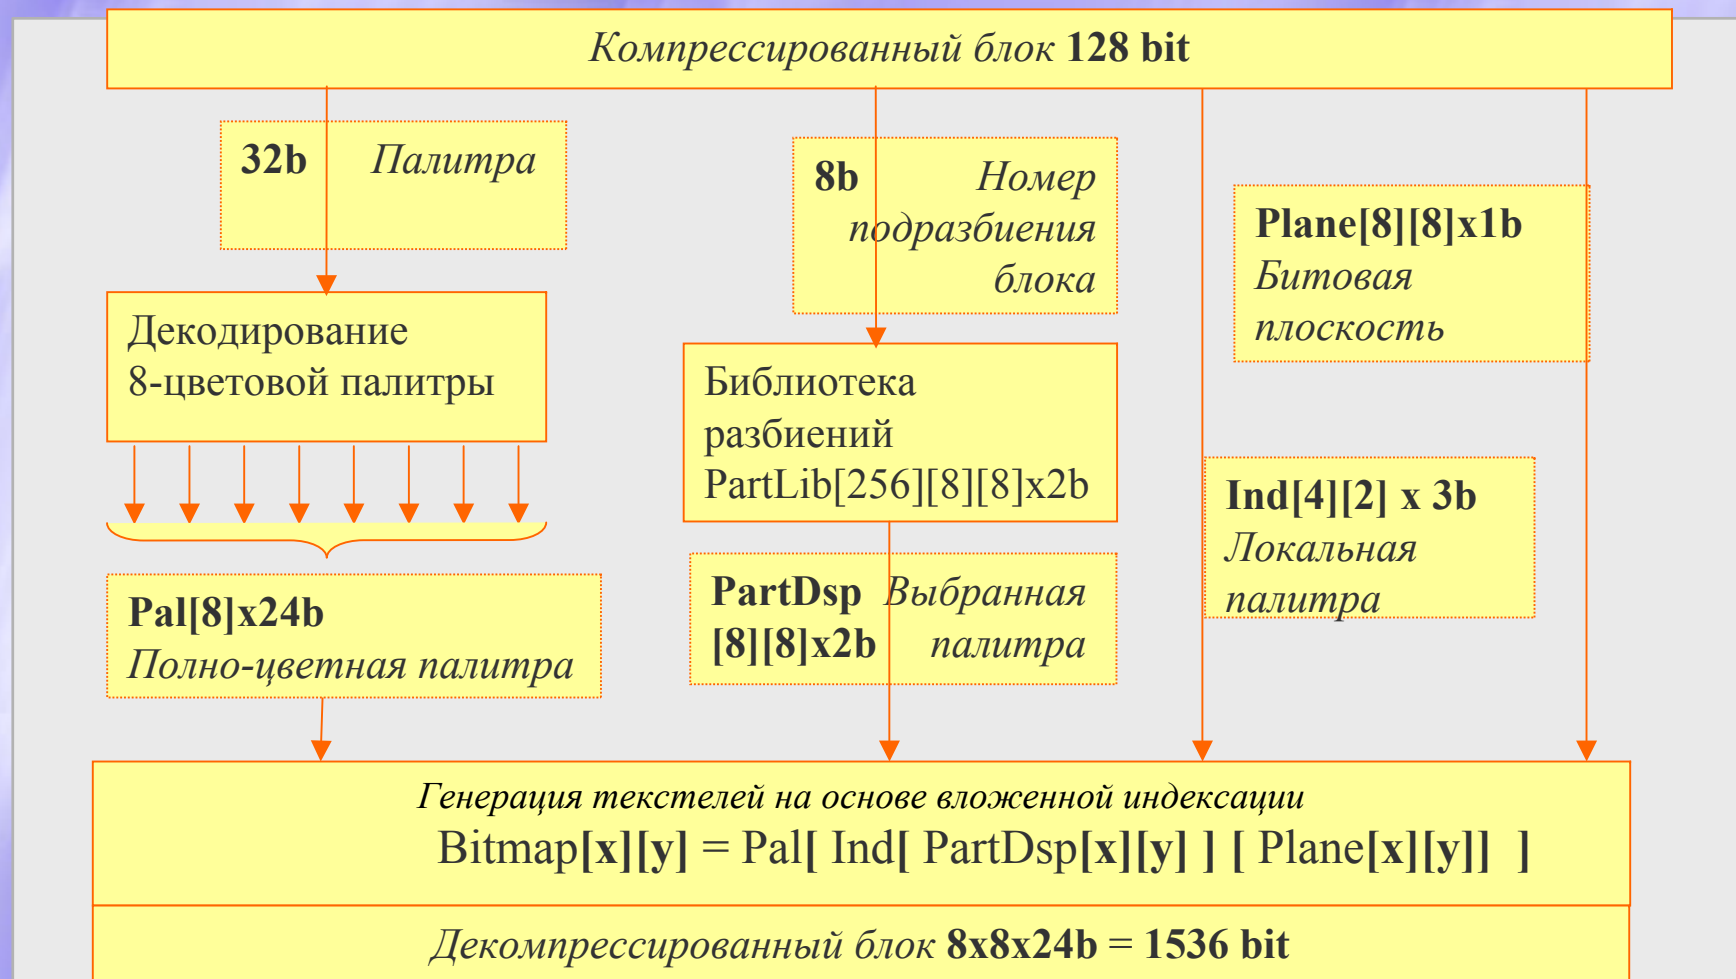 Компрессированный блок 128 bit
32b Палитра
8b Номер
подразбиения
блока
Plane[8][8]x1b
Битовая
плоскость
Декодирование
8-цветовой палитры
Библиотека
разбиений
PartLib[256][8][8]x2b
Ind[4][2] x 3b
Локальная
палитра
Pal[8]x24b
Полно-цветная палитра
PartDsp Выбранная
[8][8]x2b палитра
Генерация текстелей на основе вложенной индексации
Bitmap[x][y] = Pal[ Ind[ PartDsp[x][y] ] [ Plane[x][y]] ]
Декомпрессированный блок 8x8x24b = 1536 bit